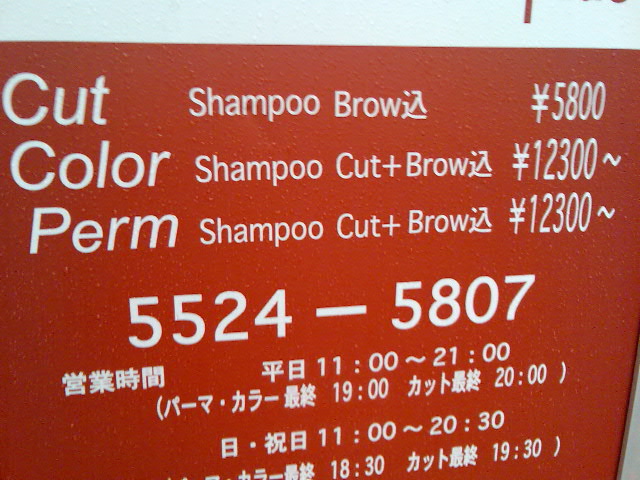 Cut Shampoo Brow込 ¥5800
Color Shampoo Cut+Brow込 ¥12300~
Perm Shampoo Cut+Brow込 ¥12300~
5524-5807
営業時間 平日 11:00~21:00
(パーマ・カラー最終 19:00 カット最終 20:00 )
日・祝日 11:00~20:30
パーマ・カラー最終 18:30 カット最終 19:30 )